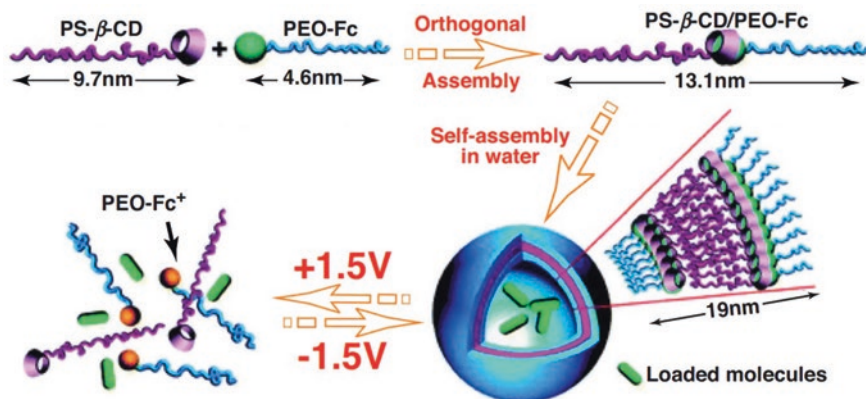 PS-β-CD
PEO-Fc
Orthogonal
PS-β-CD/PEO-Fc
+
9.7nm
4.6nm
Assembly
13.1nm
Self-assembly
in water
PEO-Fc⁺
+1.5V
-1.5V
19nm
Loaded molecules